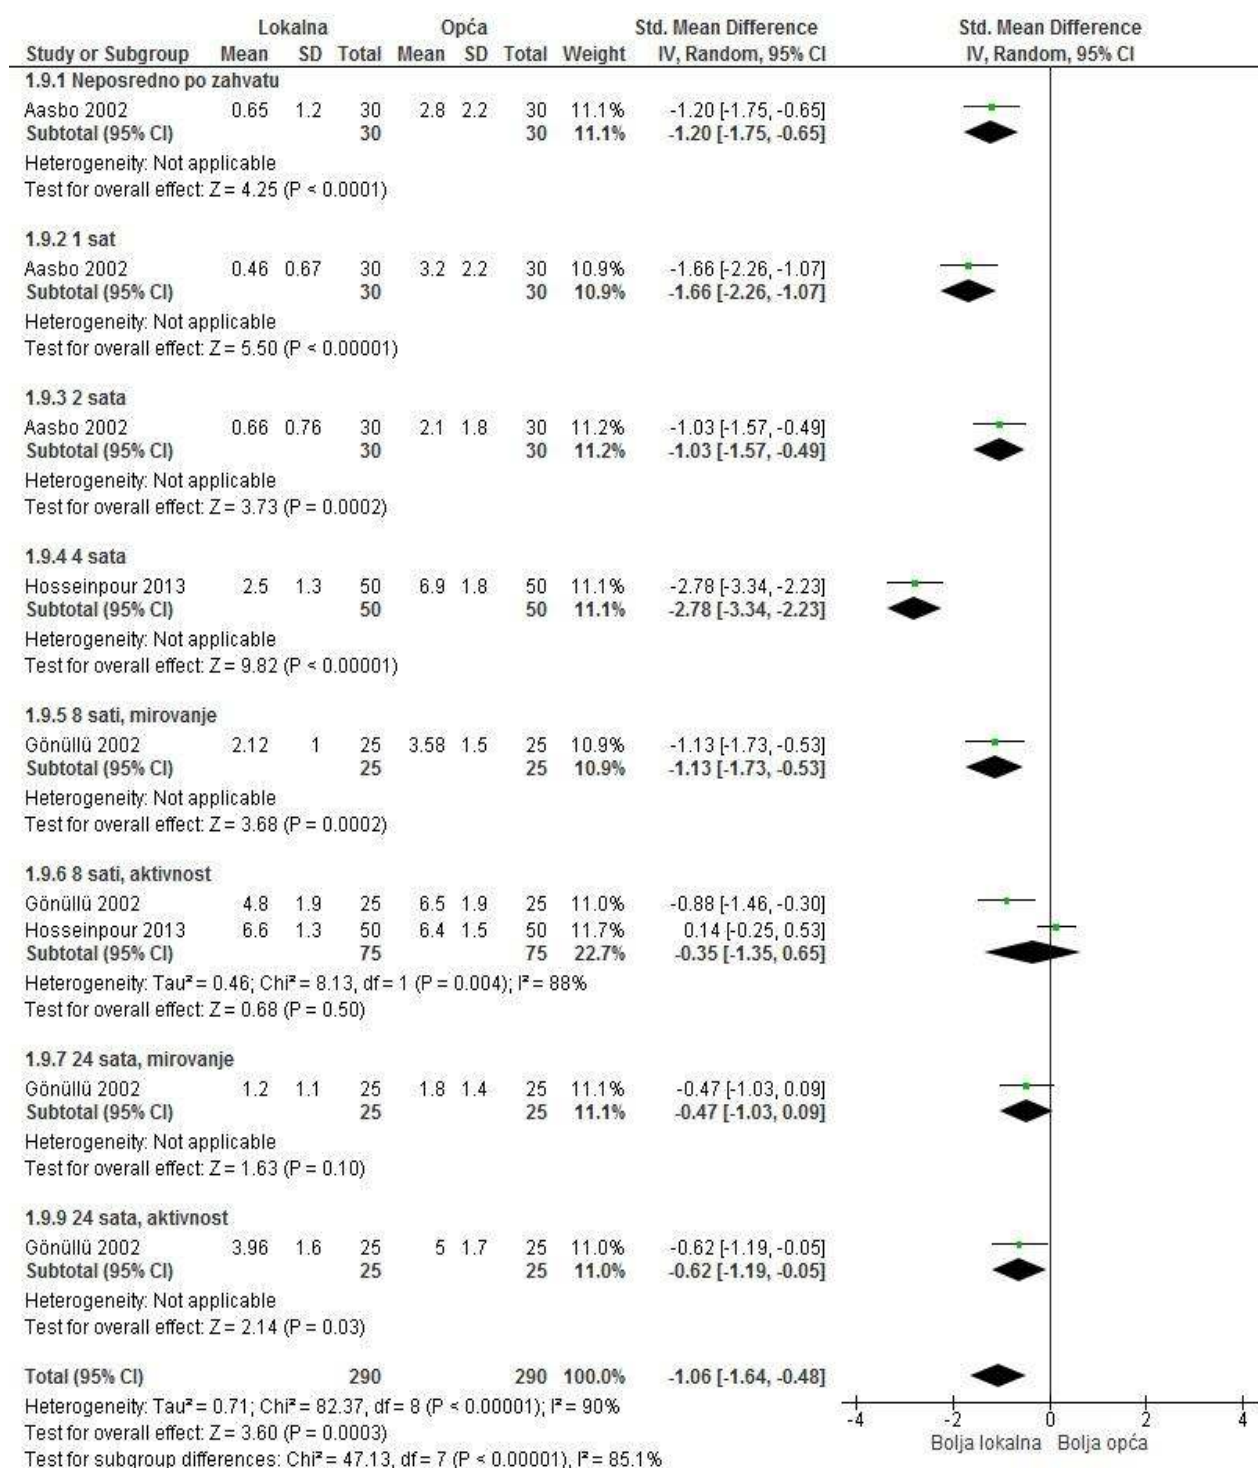 Lokalna Opća Std. Mean Difference Std. Mean Difference
Study or Subgroup Mean SD Total Mean SD Total Weight IV, Random, 95% CI IV, Random, 95% CI
1.9.1 Neposredno po zahvatu
Aasbo 2002 0.65 1.2 30 2.8 2.2 30 11.1% -1.20 [-1.75, -0.65]
Subtotal (95% CI) 30 30 11.1% -1.20 [-1.75, -0.65]
Heterogeneity: Not applicable
Test for overall effect: Z = 4.25 (P < 0.0001)
1.9.2 1 sat
Aasbo 2002 0.46 0.67 30 3.2 2.2 30 10.9% -1.66 [-2.26, -1.07]
Subtotal (95% CI) 30 30 10.9% -1.66 [-2.26, -1.07]
Heterogeneity: Not applicable
Test for overall effect: Z = 5.50 (P < 0.00001)
1.9.3 2 sata
Aasbo 2002 0.66 0.76 30 2.1 1.8 30 11.2% -1.03 [-1.57, -0.49]
Subtotal (95% CI) 30 30 11.2% -1.03 [-1.57, -0.49]
Heterogeneity: Not applicable
Test for overall effect: Z = 3.73 (P = 0.0002)
1.9.4 4 sata
Hosseinpour 2013 2.5 1.3 50 6.9 1.8 50 11.1% -2.78 [-3.34, -2.23]
Subtotal (95% CI) 50 50 11.1% -2.78 [-3.34, -2.23]
Heterogeneity: Not applicable
Test for overall effect: Z = 9.82 (P < 0.00001)
1.9.5 8 sati, mirovanje
Gönüllü 2002 2.12 1 25 3.58 1.5 25 10.9% -1.13 [-1.73, -0.53]
Subtotal (95% CI) 25 25 10.9% -1.13 [-1.73, -0.53]
Heterogeneity: Not applicable
Test for overall effect: Z = 3.68 (P = 0.0002)
1.9.6 8 sati, aktivnost
Gönüllü 2002 4.8 1.9 25 6.5 1.9 25 11.0% -0.88 [-1.46, -0.30]
Hosseinpour 2013 6.6 1.3 50 6.4 1.5 50 11.7% 0.14 [-0.25, 0.53]
Subtotal (95% CI) 75 75 22.7% -0.35 [-1.35, 0.65]
Heterogeneity: Tau² = 0.46; Chi² = 8.13, df = 1 (P = 0.004); I² = 88%
Test for overall effect: Z = 0.68 (P = 0.50)
1.9.7 24 sata, mirovanje
Gönüllü 2002 1.2 1.1 25 1.8 1.4 25 11.1% -0.47 [-1.03, 0.09]
Subtotal (95% CI) 25 25 11.1% -0.47 [-1.03, 0.09]
Heterogeneity: Not applicable
Test for overall effect: Z = 1.63 (P = 0.10)
1.9.9 24 sata, aktivnost
Gönüllü 2002 3.96 1.6 25 5 1.7 25 11.0% -0.62 [-1.19, -0.05]
Subtotal (95% CI) 25 25 11.0% -0.62 [-1.19, -0.05]
Heterogeneity: Not applicable
Test for overall effect: Z = 2.14 (P = 0.03)
Total (95% CI) 290 290 100.0% -1.06 [-1.64, -0.48]
Heterogeneity: Tau² = 0.71; Chi² = 82.37, df = 8 (P < 0.00001); I² = 90%
Test for overall effect: Z = 3.60 (P = 0.0003)
Test for subgroup differences: Chi² = 47.13, df = 7 (P < 0.00001), I² = 85.1%
-4 -2 0 2 4
Bolja lokalna Bolja opća